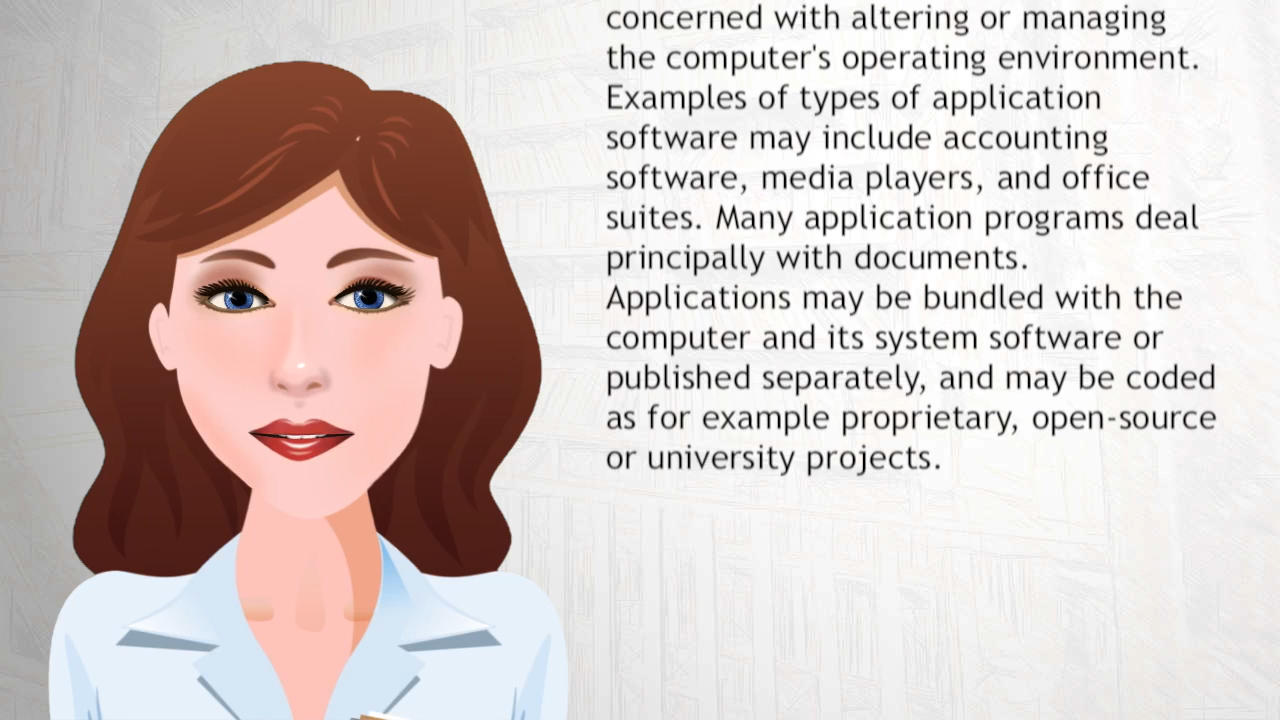 concerned with altering or managing
the computer's operating environment.
Examples of types of application
software may include accounting
software, media players, and office
suites. Many application programs deal
principally with documents.
Applications may be bundled with the
computer and its system software or
published separately, and may be coded
as for example proprietary, open-source
or university projects.